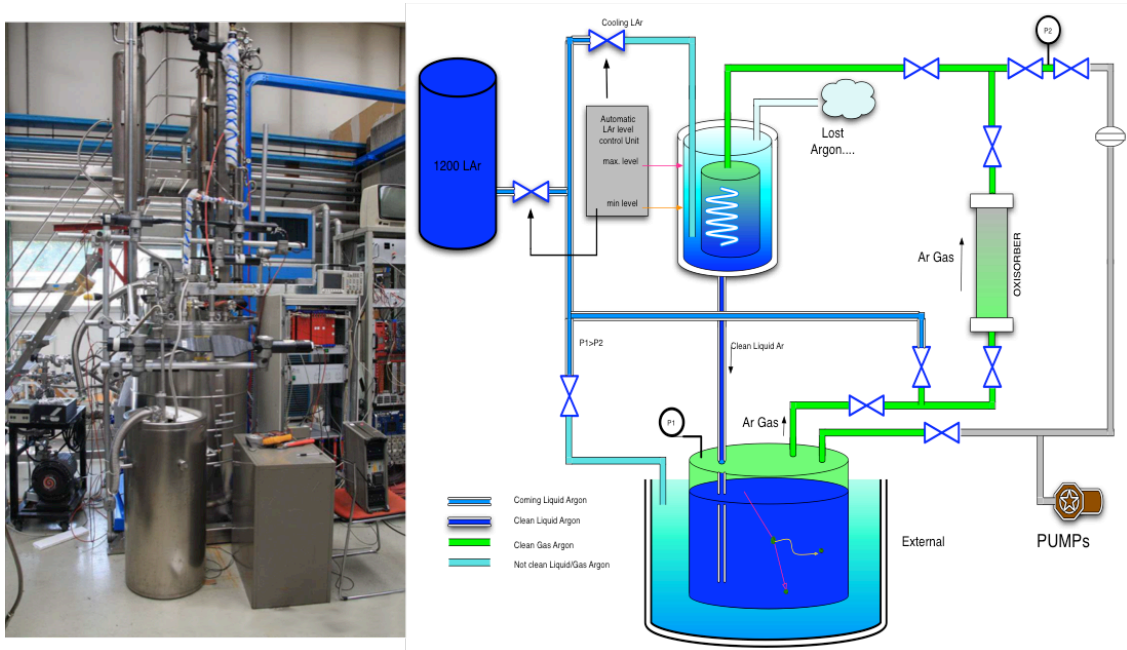 Cooling LAr
P2
1200 LAr
Automatic
LAr level
control Unit
max. level
min level
Lost
Argon....
Ar Gas
OXISORBER
P1>P2
Clean Liquid Ar
P1
Ar Gas
Coming Liquid Argon
Clean Liquid Argon
Clean Gas Argon
Not clean Liquid/Gas Argon
External
PUMPs